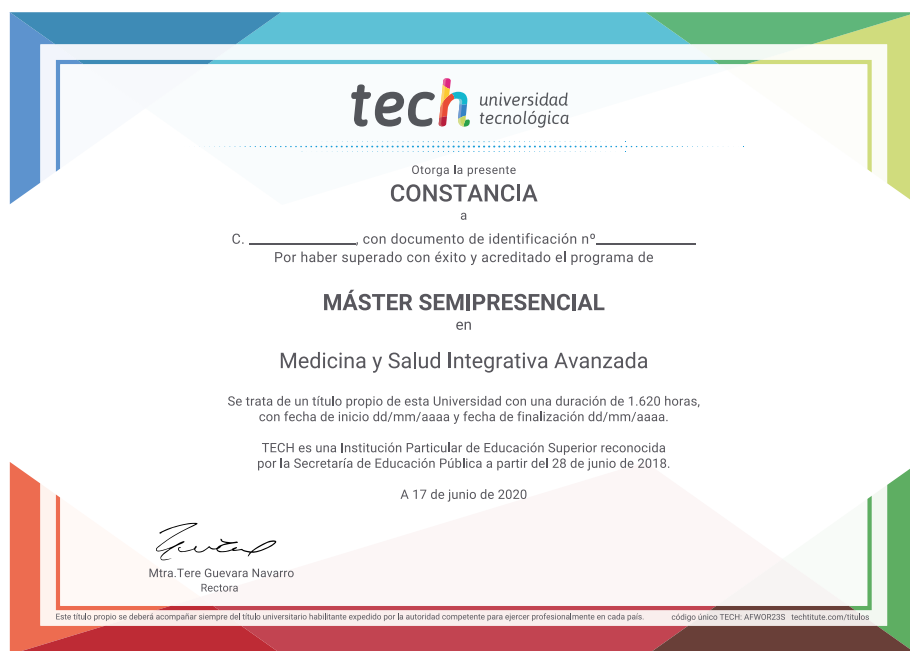 tech universidad
tecnológica
Otorga la presente
CONSTANCIA
a
C. ____________, con documento de identificación nº____________
Por haber superado con éxito y acreditado el programa de
MÁSTER SEMIPRESENCIAL
en
Medicina y Salud Integrativa Avanzada
Se trata de un título propio de esta Universidad con una duración de 1.620 horas,
con fecha de inicio dd/mm/aaaa y fecha de finalización dd/mm/aaaa.
TECH es una Institución Particular de Educación Superior reconocida
por la Secretaría de Educación Pública a partir del 28 de junio de 2018.
A 17 de junio de 2020
Mtra.Tere Guevara Navarro
Rectora
Este título propio se deberá acompañar siempre del título universitario habilitante expedido por la autoridad competente para ejercer profesionalmente en cada país. código único TECH: AFWOR23S techtitute.com/titulos